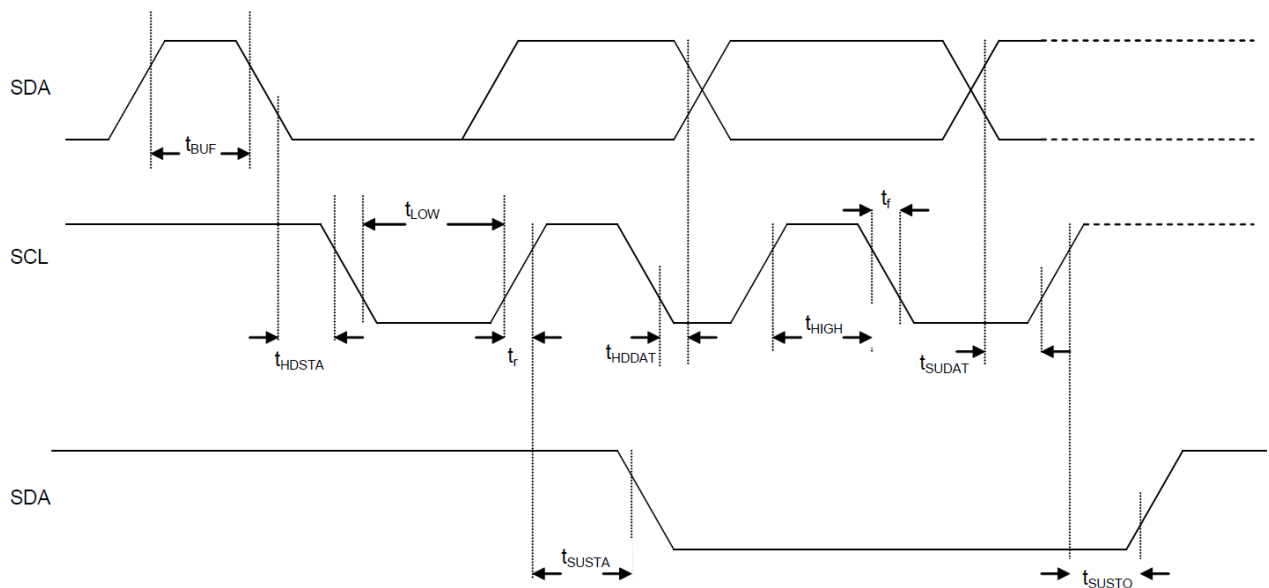 SDA
tBUF
SCL
tLOW
tf
tHDSTA
tr
tHDDAT
tHIGH
tSUDAT
SDA
tSUSTA
tSUSTO